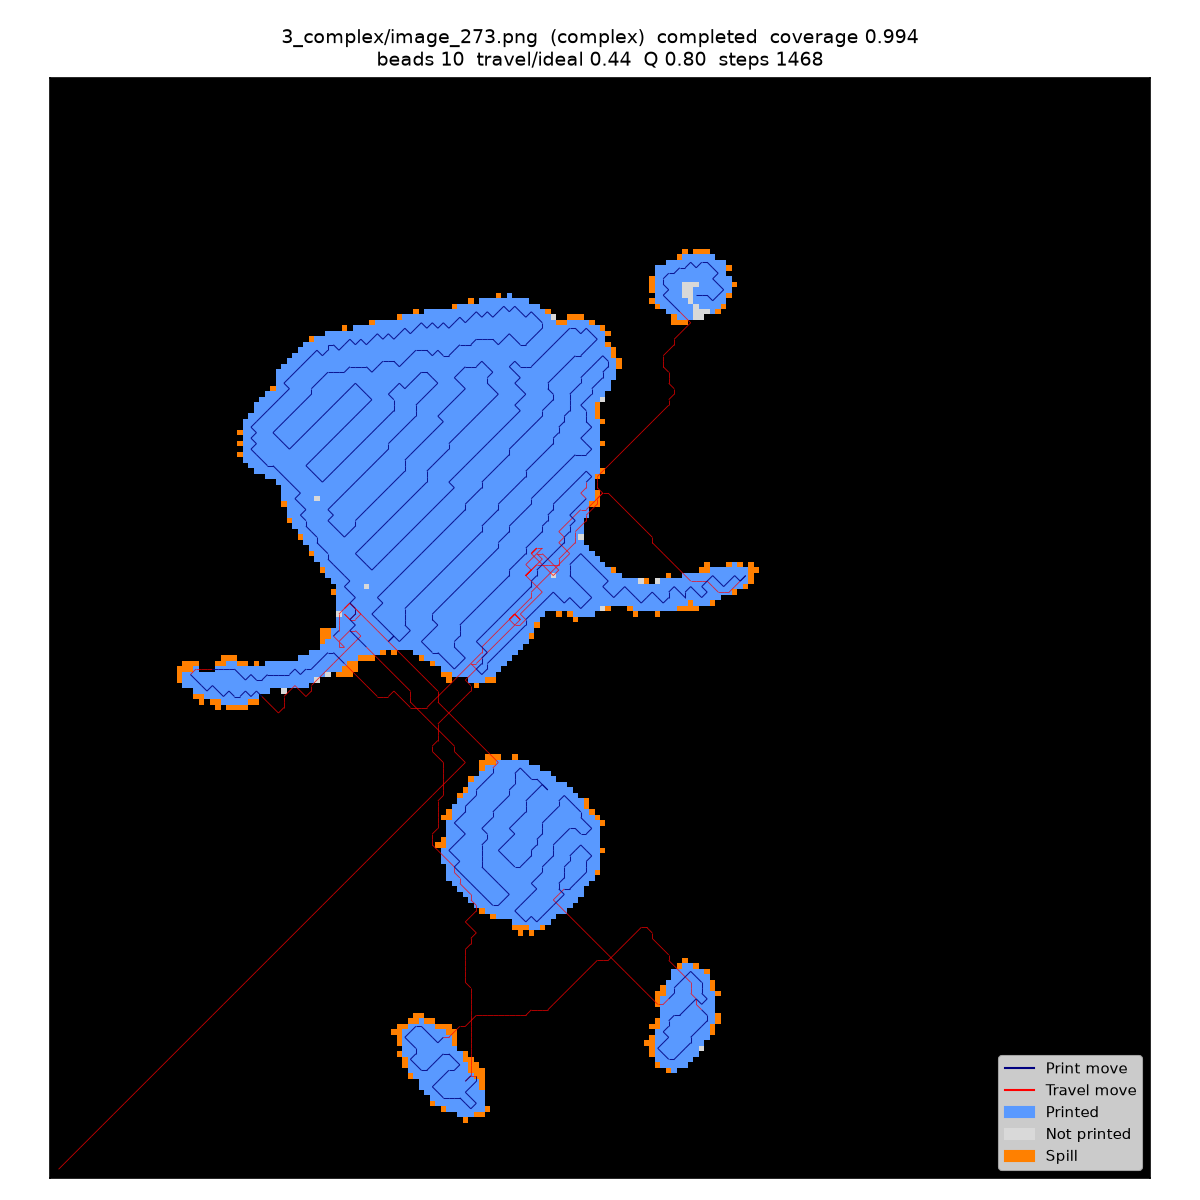 3_complex/image_273.png  (complex)  completed  coverage 0.994
beads 10  travel/ideal 0.44  Q 0.80  steps 1468
Print move
Travel move
Printed
Not printed
Spill